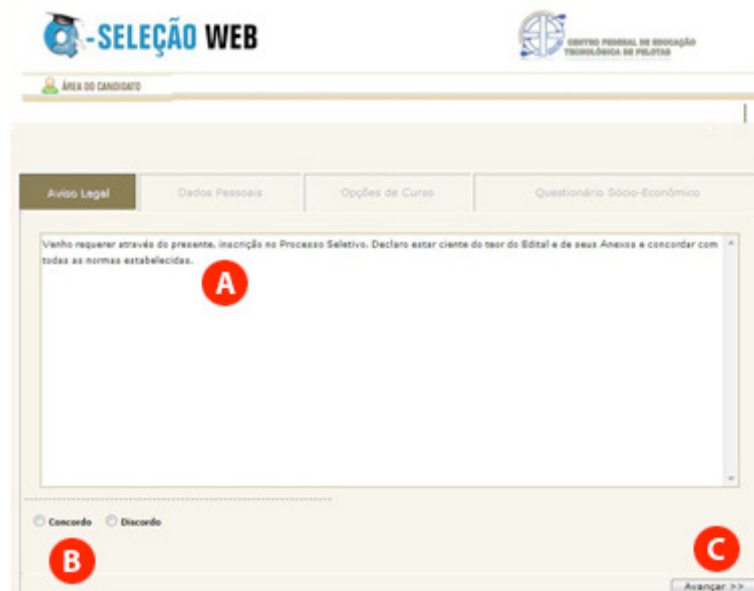 Q-SELEÇÃO WEB
CENTRO FEDERAL DE EDUCAÇÃO
TECNOLÓGICA DE PELOTAS
ÁREA DO CANDIDATO
Aviso Legal
Dados Pessoais
Opções de Curso
Questionário Sócio-Econômico
Venho requerer através do presente, inscrição no Processo Seletivo. Declaro estar ciente do teor do Edital e de seus Anexos e concordar com
todas as normas estabelecidas.
A
Concordo
Discordo
B
C
Avançar >>